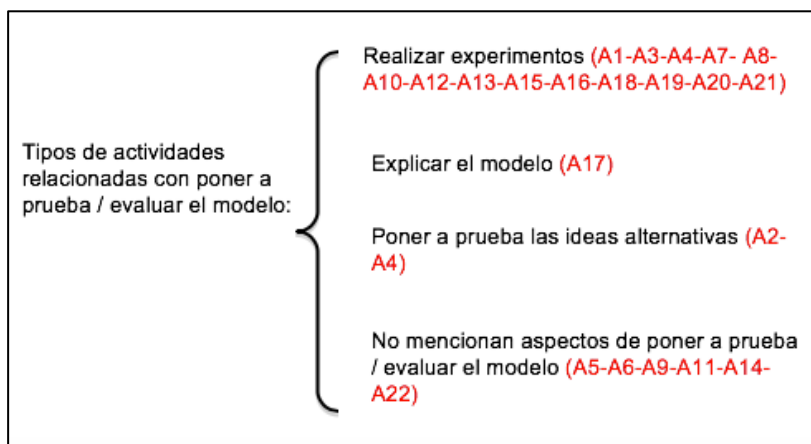 Tipos de actividades
relacionadas con poner a
prueba / evaluar el modelo:
Realizar experimentos (A1-A3-A4-A7- A8-
A10-A12-A13-A15-A16-A18-A19-A20-A21)
Explicar el modelo (A17)
Poner a prueba las ideas alternativas (A2-
A4)
No mencionan aspectos de poner a prueba
/ evaluar el modelo (A5-A6-A9-A11-A14-
A22)